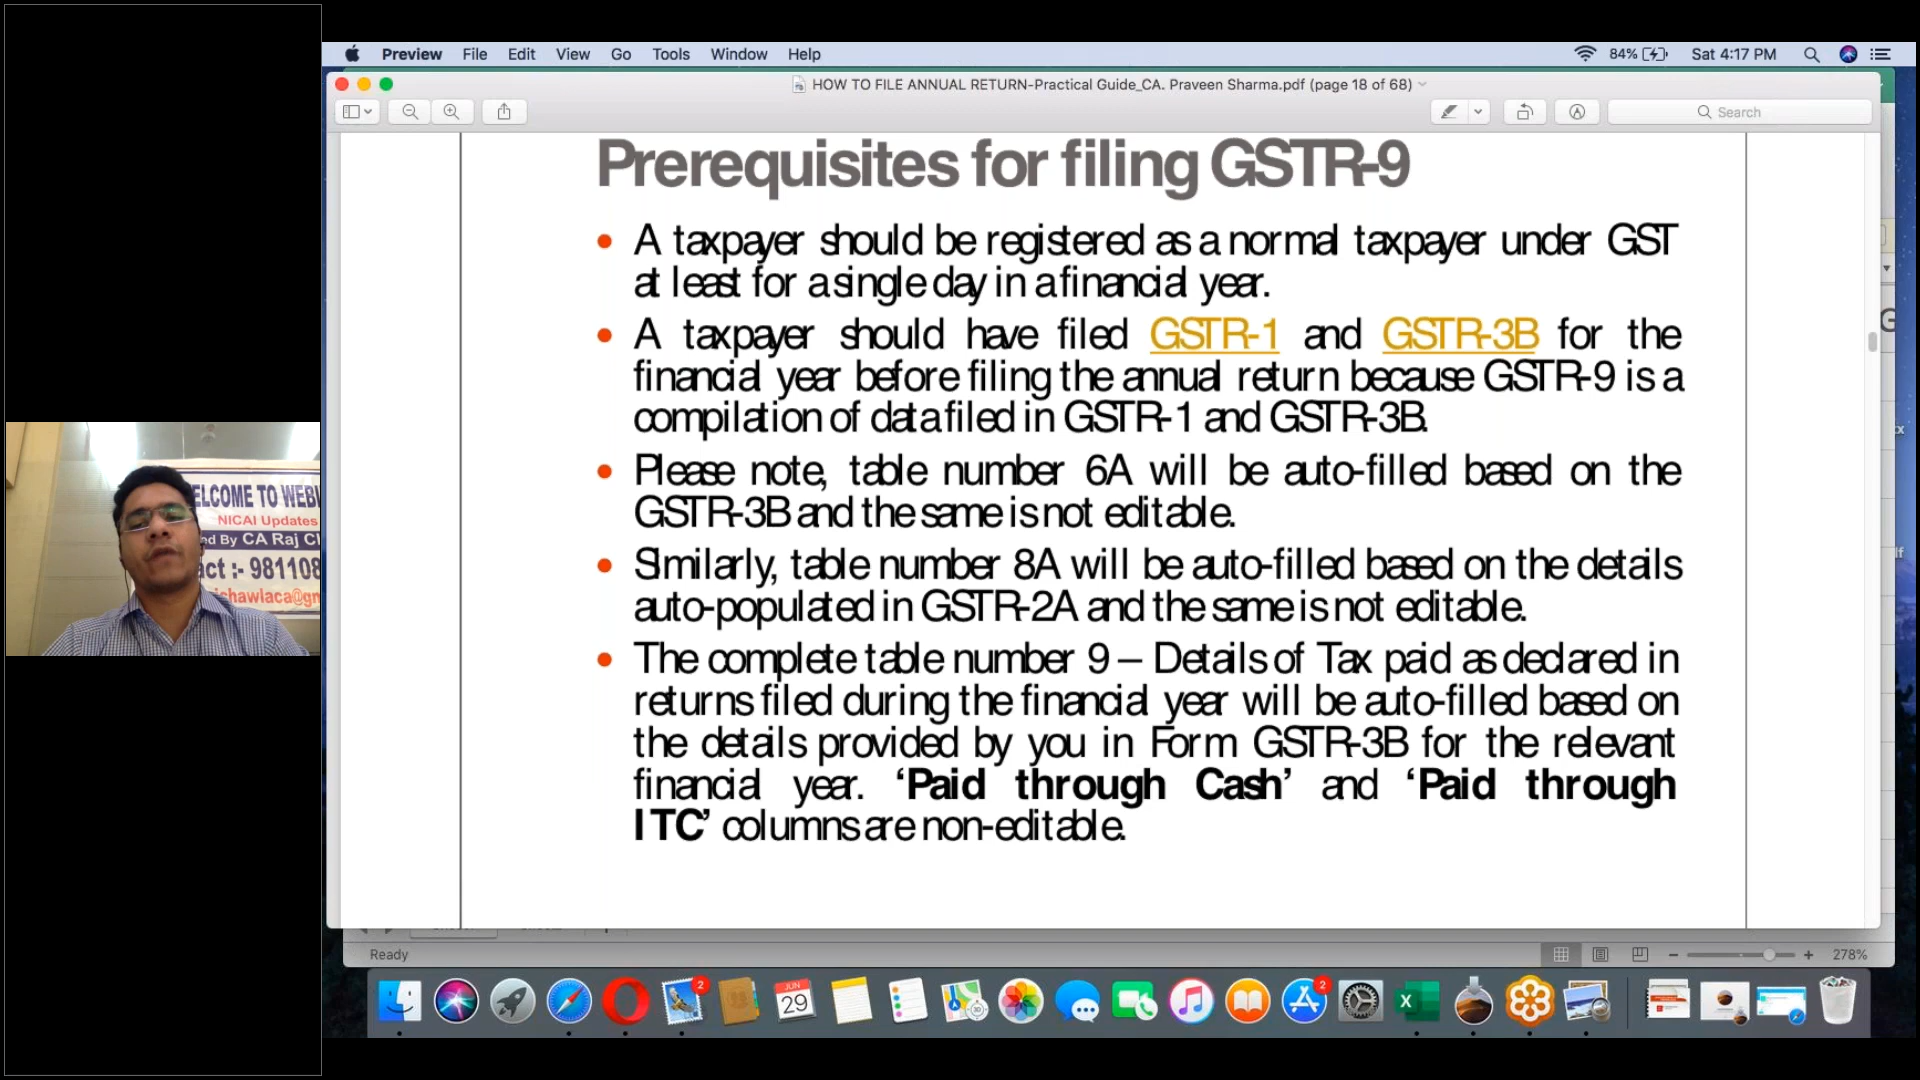 Preview File Edit View Go Tools Window Help
84% Sat 4:17 PM
HOW TO FILE ANNUAL RETURN-Practical Guide_CA. Praveen Sharma.pdf (page 18 of 68)
Search
Prerequisites for filing GSTR-9
• A taxpayer should be registered as a normal taxpayer under GST
at least for a single day in a financial year.
• A taxpayer should have filed GSTR-1 and GSTR-3B for the
financial year before filing the annual return because GSTR-9 is a
compilation of data filed in GSTR-1 and GSTR-3B.
• Please note, table number 6A will be auto-filled based on the
GSTR-3B and the same is not editable.
• Similarly, table number 8A will be auto-filled based on the details
auto-populated in GSTR-2A and the same is not editable.
• The complete table number 9 – Details of Tax paid as declared in
returns filed during the financial year will be auto-filled based on
the details provided by you in Form GSTR-3B for the relevant
financial year. ‘Paid through Cash’ and ‘Paid through
ITC’ columns are non-editable.
ELCOME TO WEBI
NICAI Updates
ed By CA Raj Ch
act :- 981108
jchawlaca@gm
Ready
278%
2
JUN
29
2